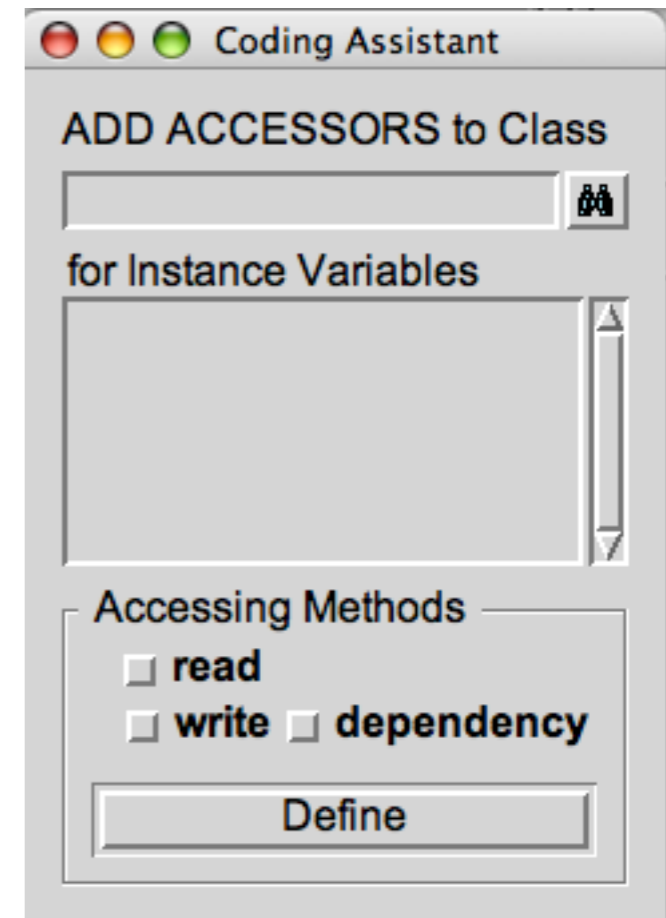 Coding Assistant
ADD ACCESSORS to Class
for Instance Variables
Accessing Methods
read
write dependency
Define